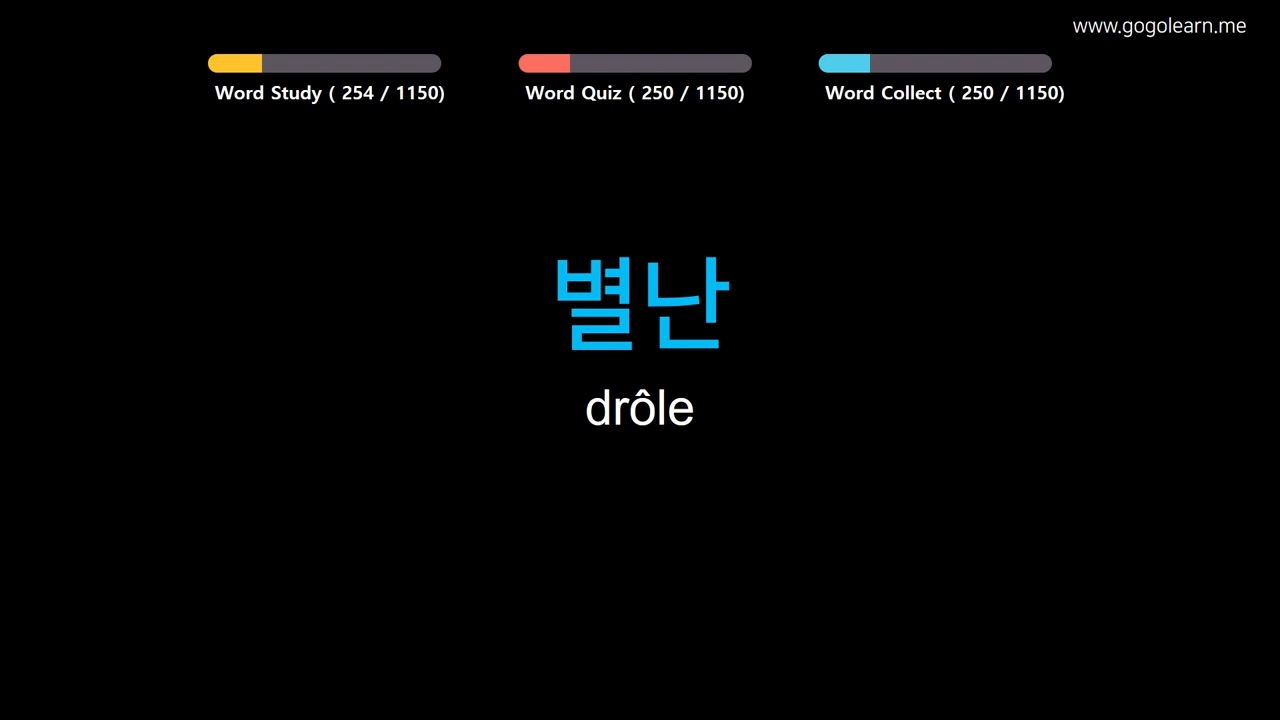 www.gogolearn.me
Word Study ( 254 / 1150)
Word Quiz ( 250 / 1150)
Word Collect ( 250 / 1150)
별난
drôle